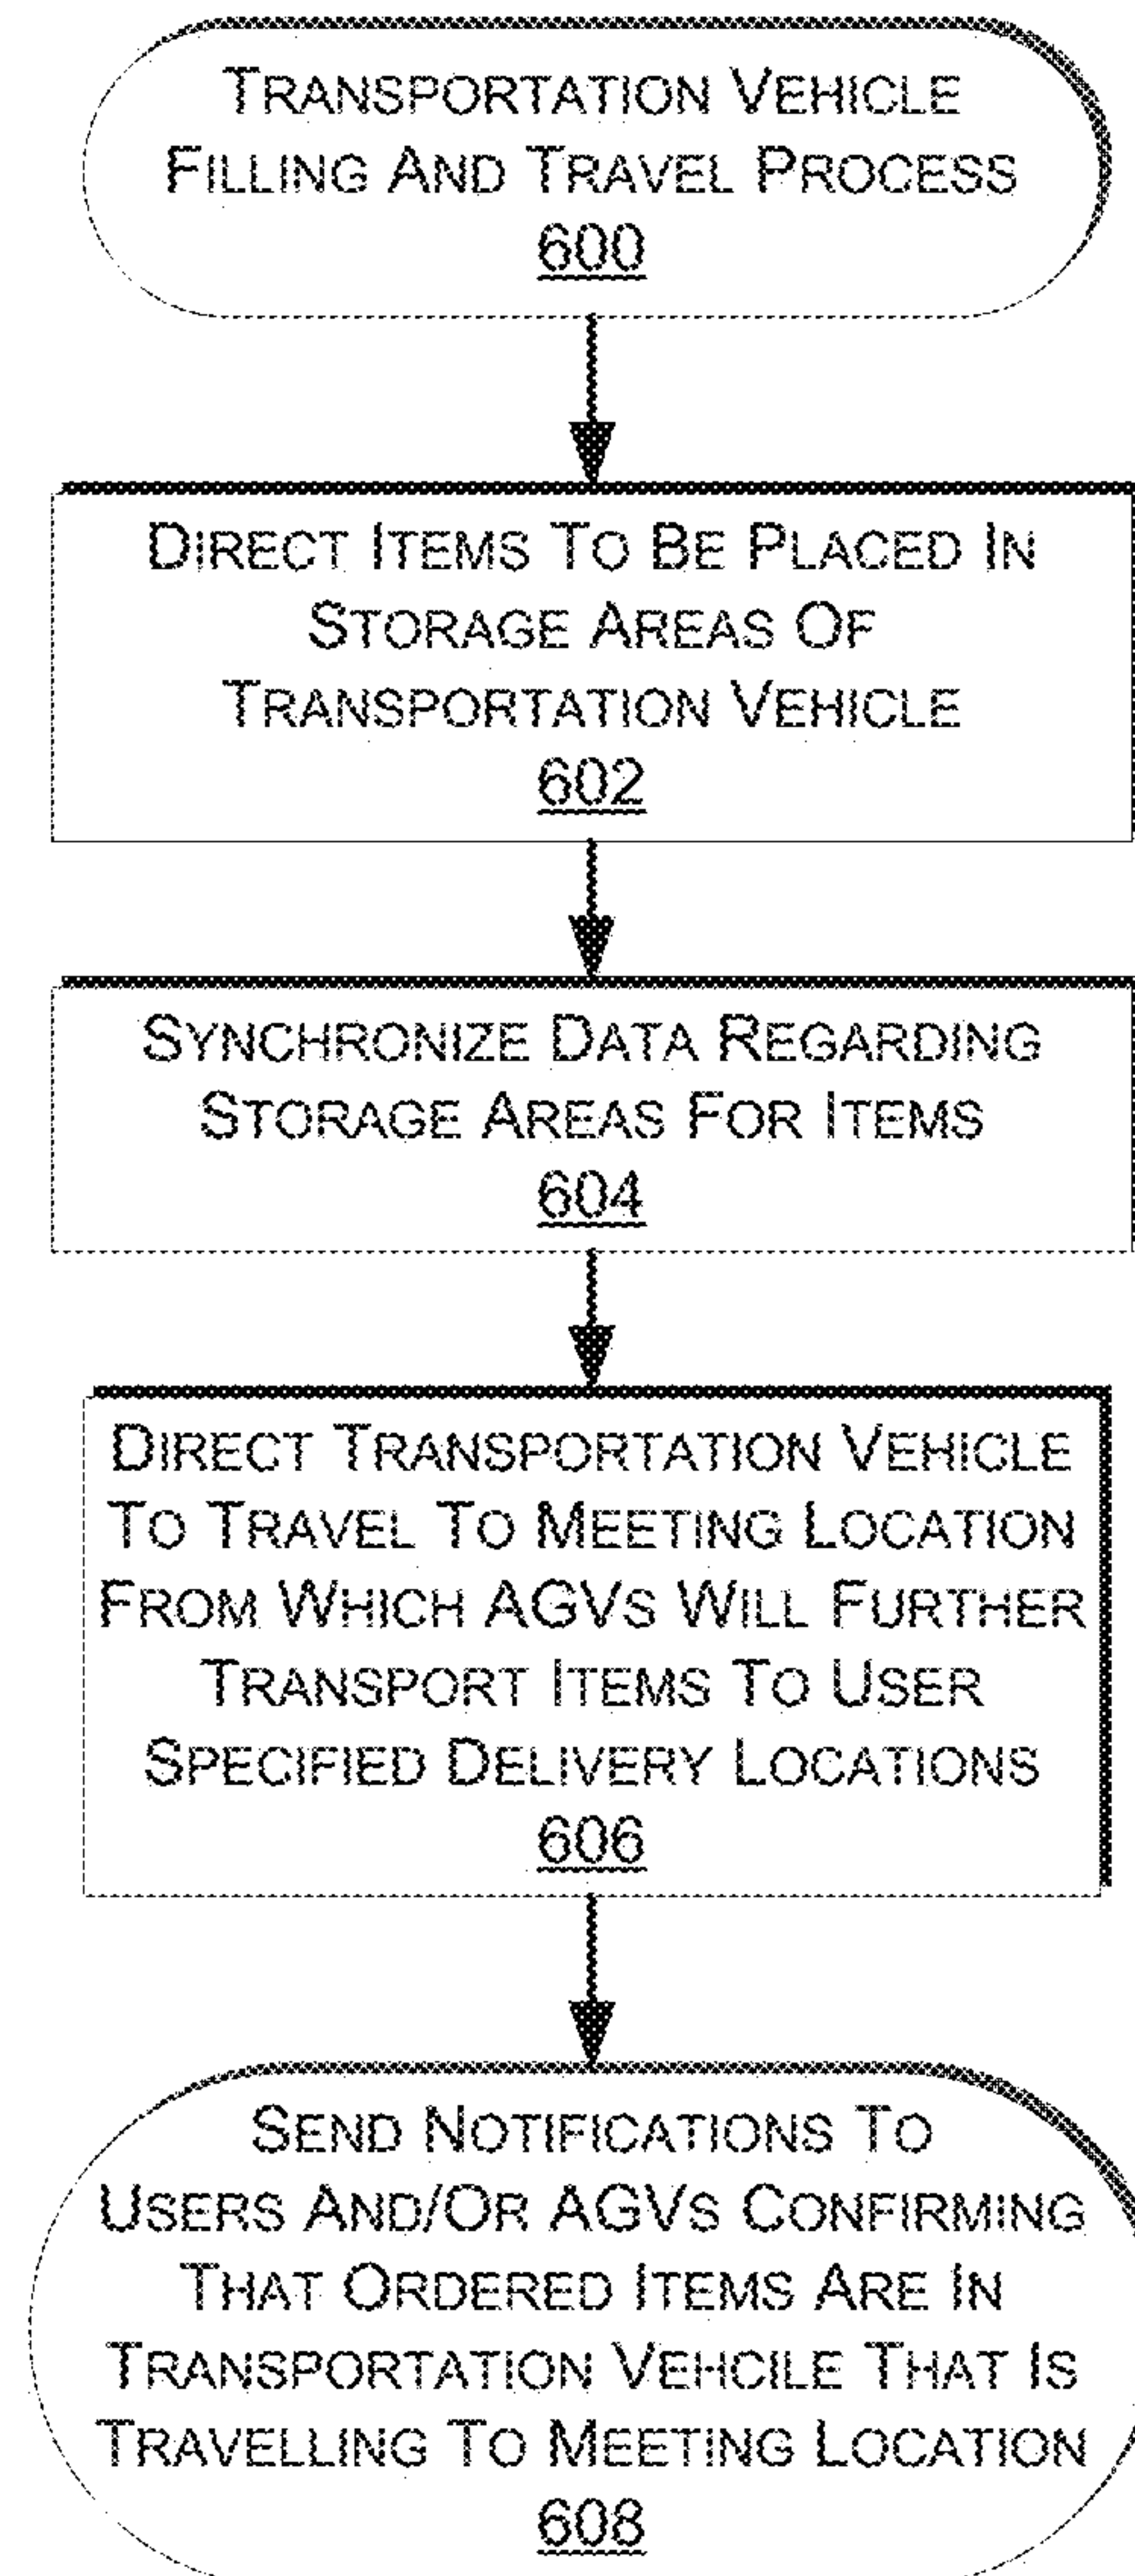 TRANSPORTATION VEHICLE
FILLING AND TRAVEL PROCESS
600
DIRECT ITEMS TO BE PLACED IN
STORAGE AREAS OF
TRANSPORTATION VEHICLE
602
SYNCHRONIZE DATA REGARDING
STORAGE AREAS FOR ITEMS
604
DIRECT TRANSPORTATION VEHICLE
TO TRAVEL TO MEETING LOCATION
FROM WHICH AGVS WILL FURTHER
TRANSPORT ITEMS TO USER
SPECIFIED DELIVERY LOCATIONS
606
SEND NOTIFICATIONS TO
USERS AND/OR AGVS CONFIRMING
THAT ORDERED ITEMS ARE IN
TRANSPORTATION VEHCILE THAT IS
TRAVELLING TO MEETING LOCATION
608